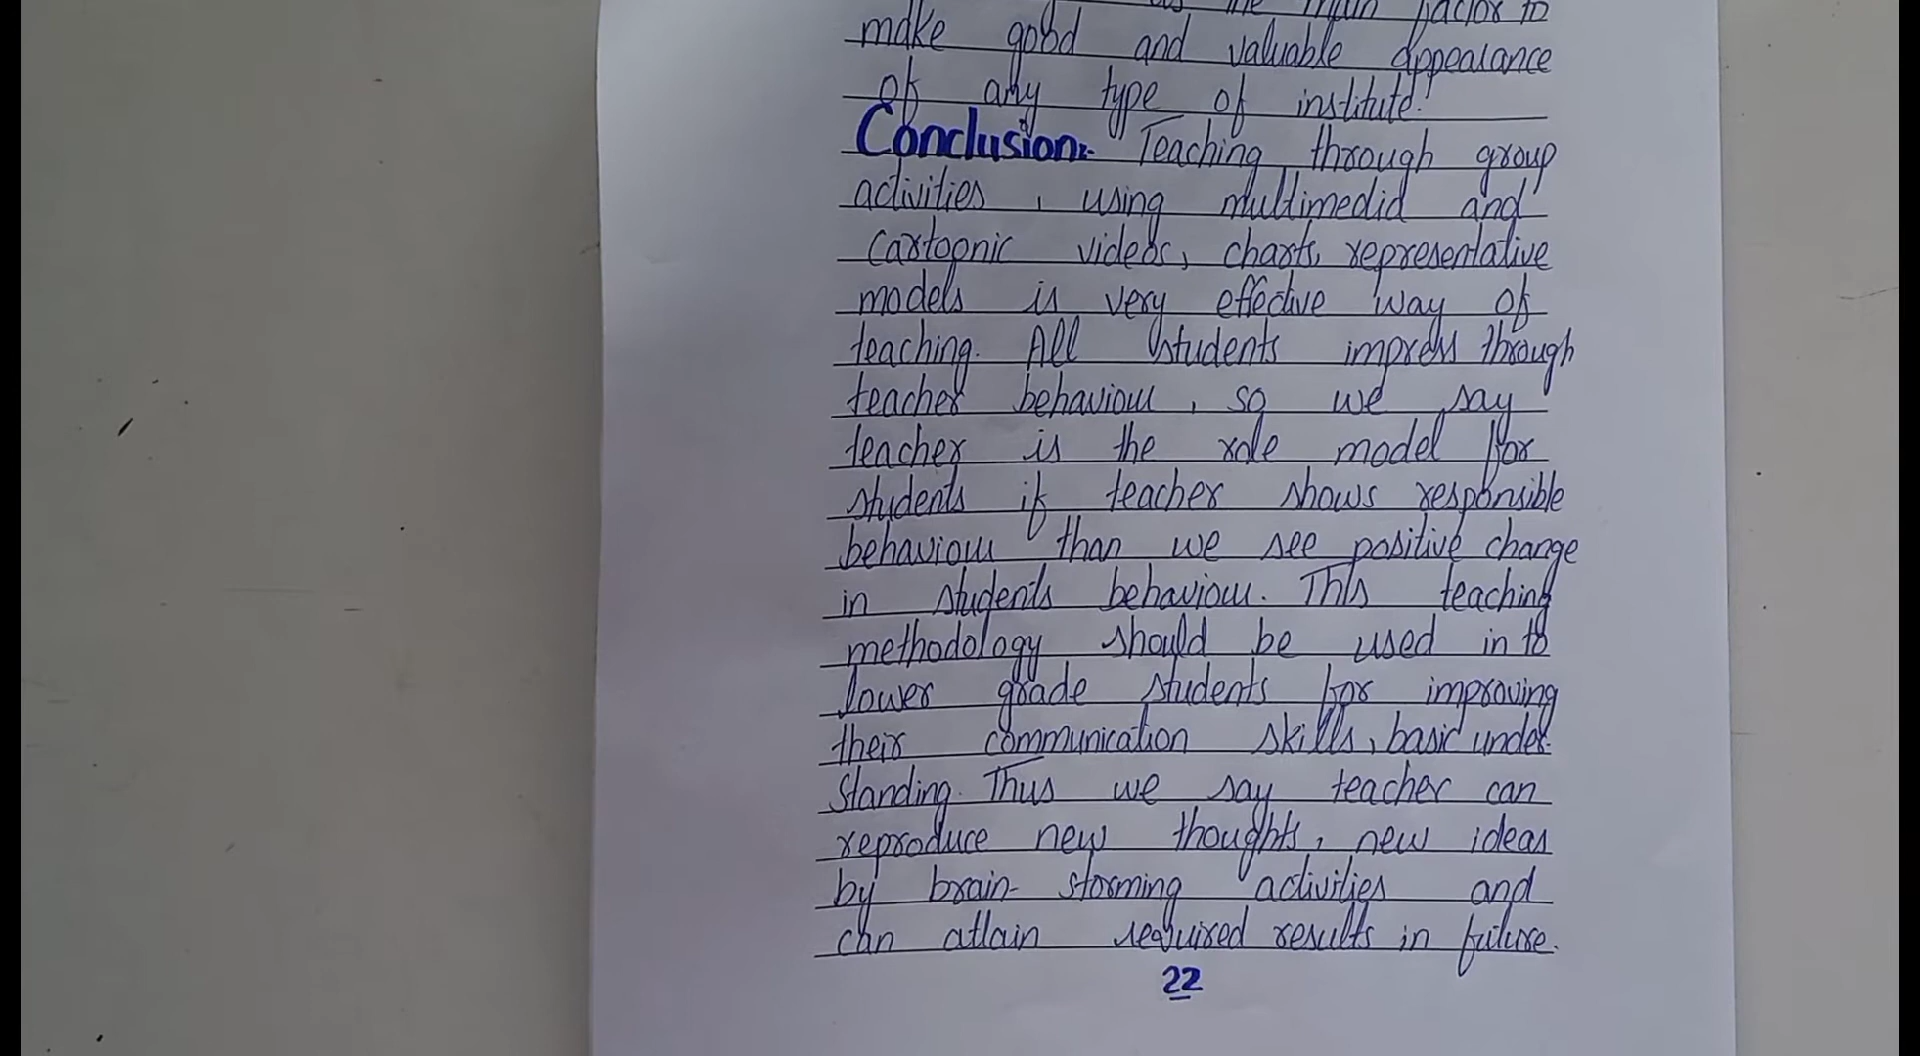 the main factor to
make good and valuable appearance
of any type of institute.
Conclusion:- Teaching through group
activities, using multimedia and
cartoonic videos, charts, representative
models is very effective way of
teaching. All students impress through
teacher behaviour, so we say
teacher is the role model for
students if teacher shows responsible
behaviour than we see positive change
in students behaviour. This teaching
methodology should be used in to
lower grade students for improving
their communication skills, basic under-
standing. Thus we say teacher can
reproduce new thoughts, new ideas
by brain-storming activities and
can attain required results in future.
22